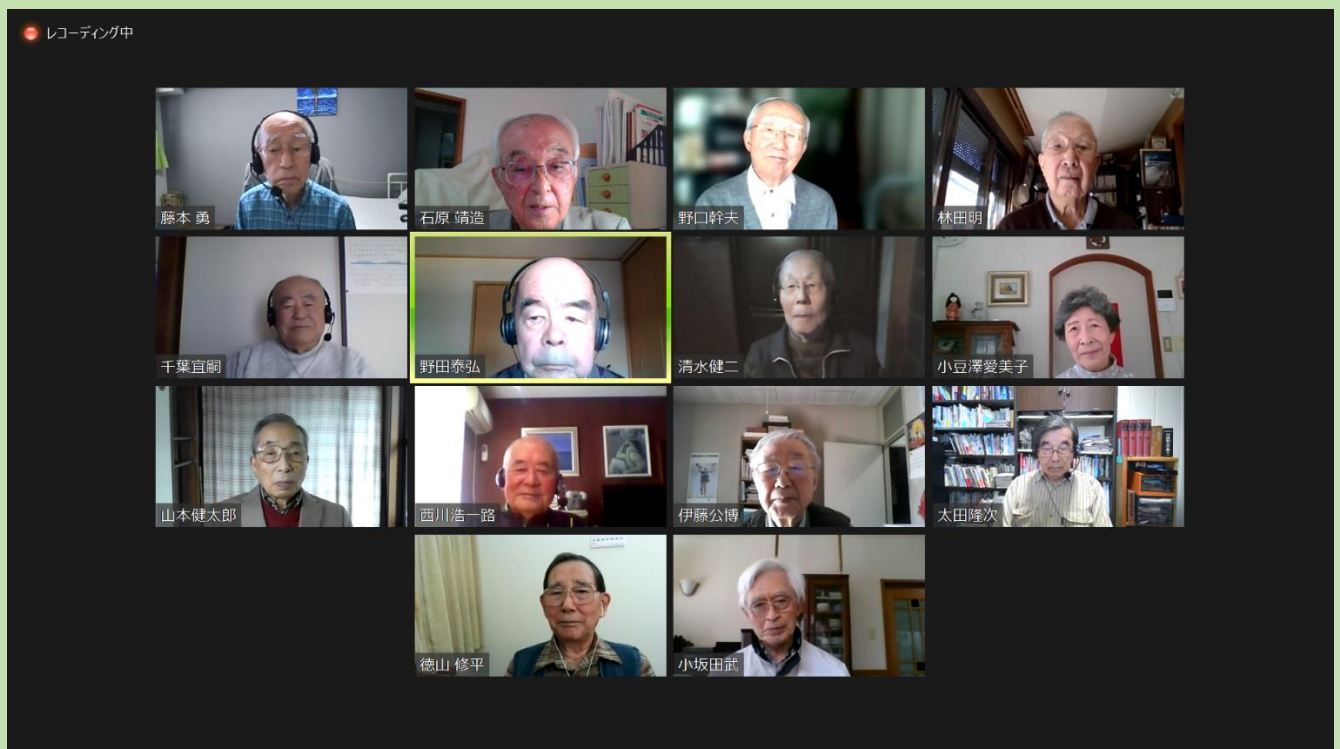 レコーディング中
藤本 勇
石原 靖造
野口幹夫
林田明
千葉宜嗣
野田泰弘
清水健二
小豆澤愛美子
山本健太郎
西川浩一路
伊藤公博
太田隆次
徳山 修平
小坂田武